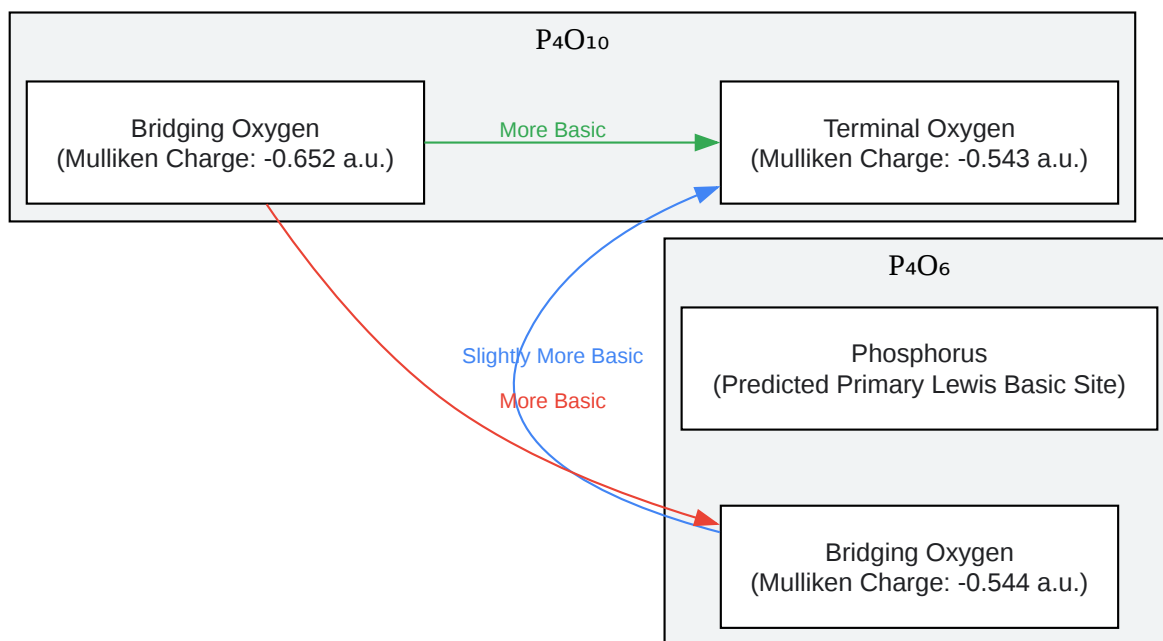 P₄O₁₀
Bridging Oxygen
(Mulliken Charge: -0.652 a.u.)
More Basic
Terminal Oxygen
(Mulliken Charge: -0.543 a.u.)
P₄O₆
Phosphorus
(Predicted Primary Lewis Basic Site)
Slightly More Basic
More Basic
Bridging Oxygen
(Mulliken Charge: -0.544 a.u.)